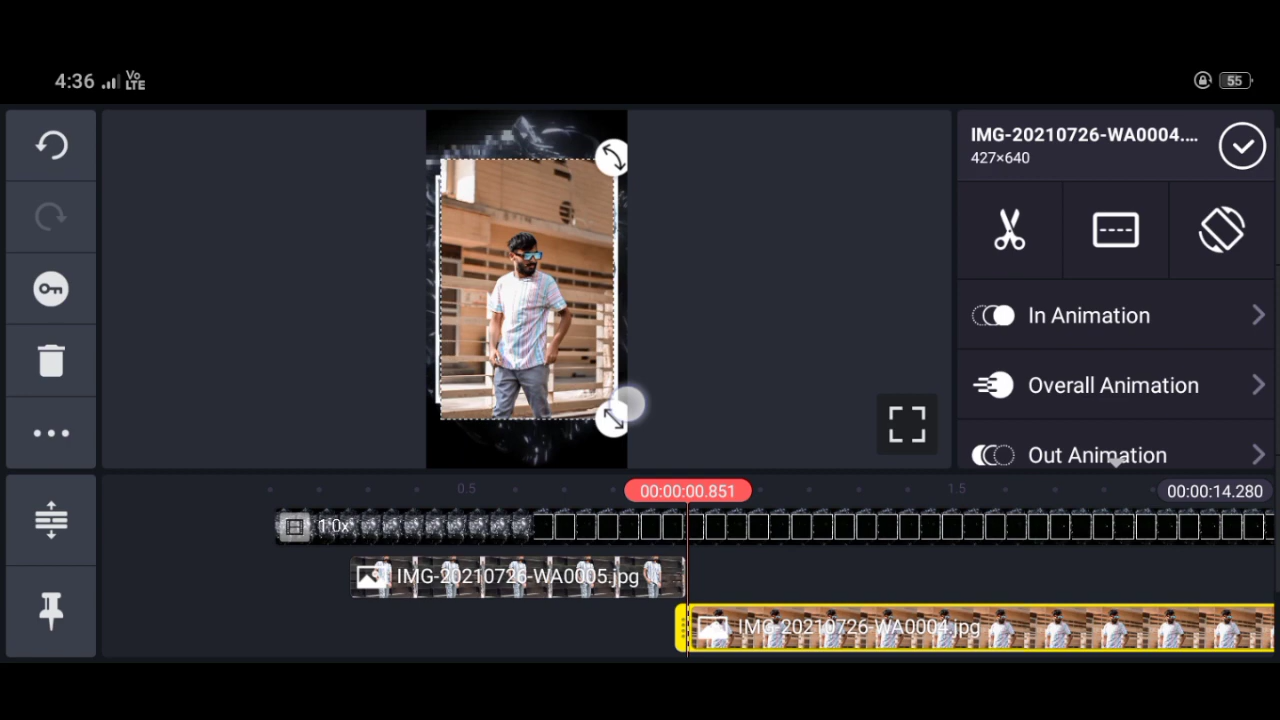 4:36 Vo LTE
55
IMG-20210726-WA0004....
427×640
In Animation
Overall Animation
Out Animation
0.5
00:00:00.851
1.5
00:00:14.280
1.0x
IMG-20210726-WA0005.jpg
IMG-20210726-WA0004.jpg